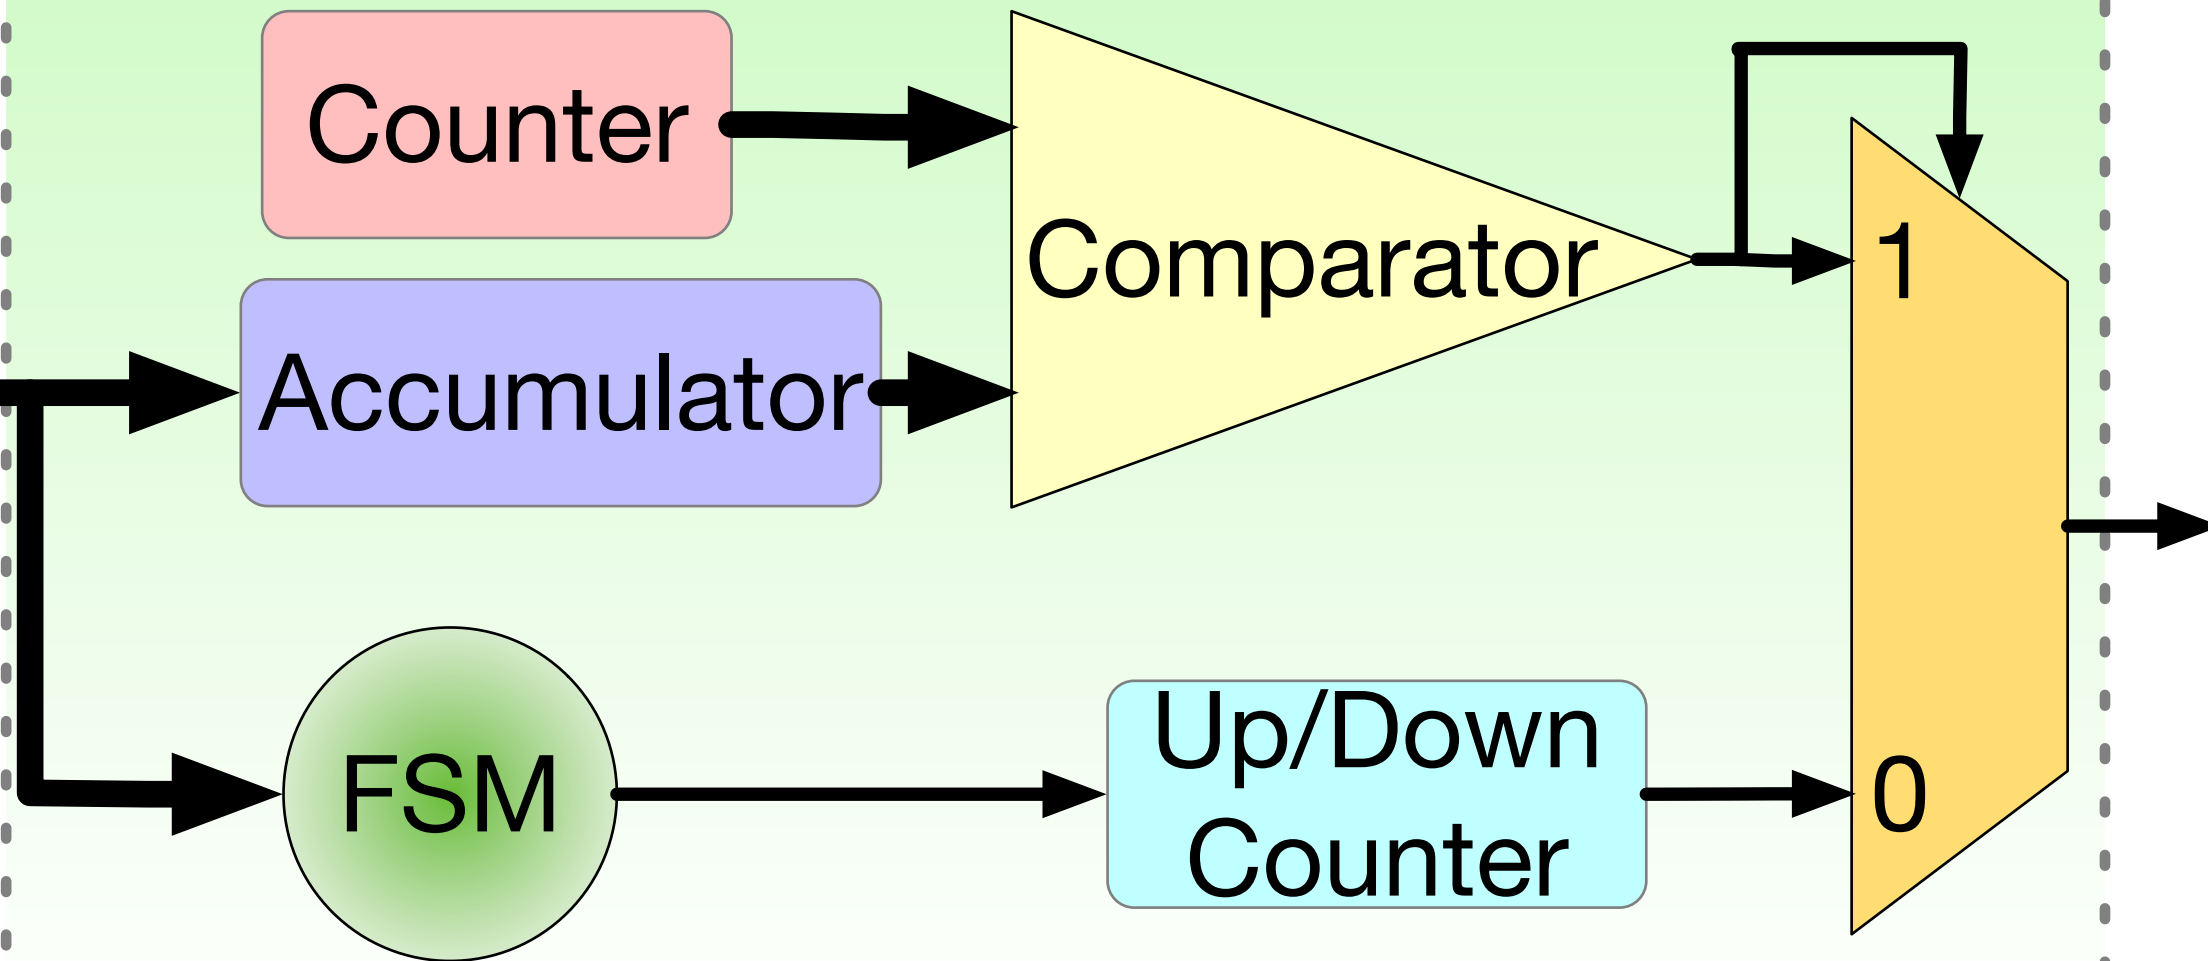 Counter
Comparator
1
Accumulator
FSM
Up/Down
Counter
0